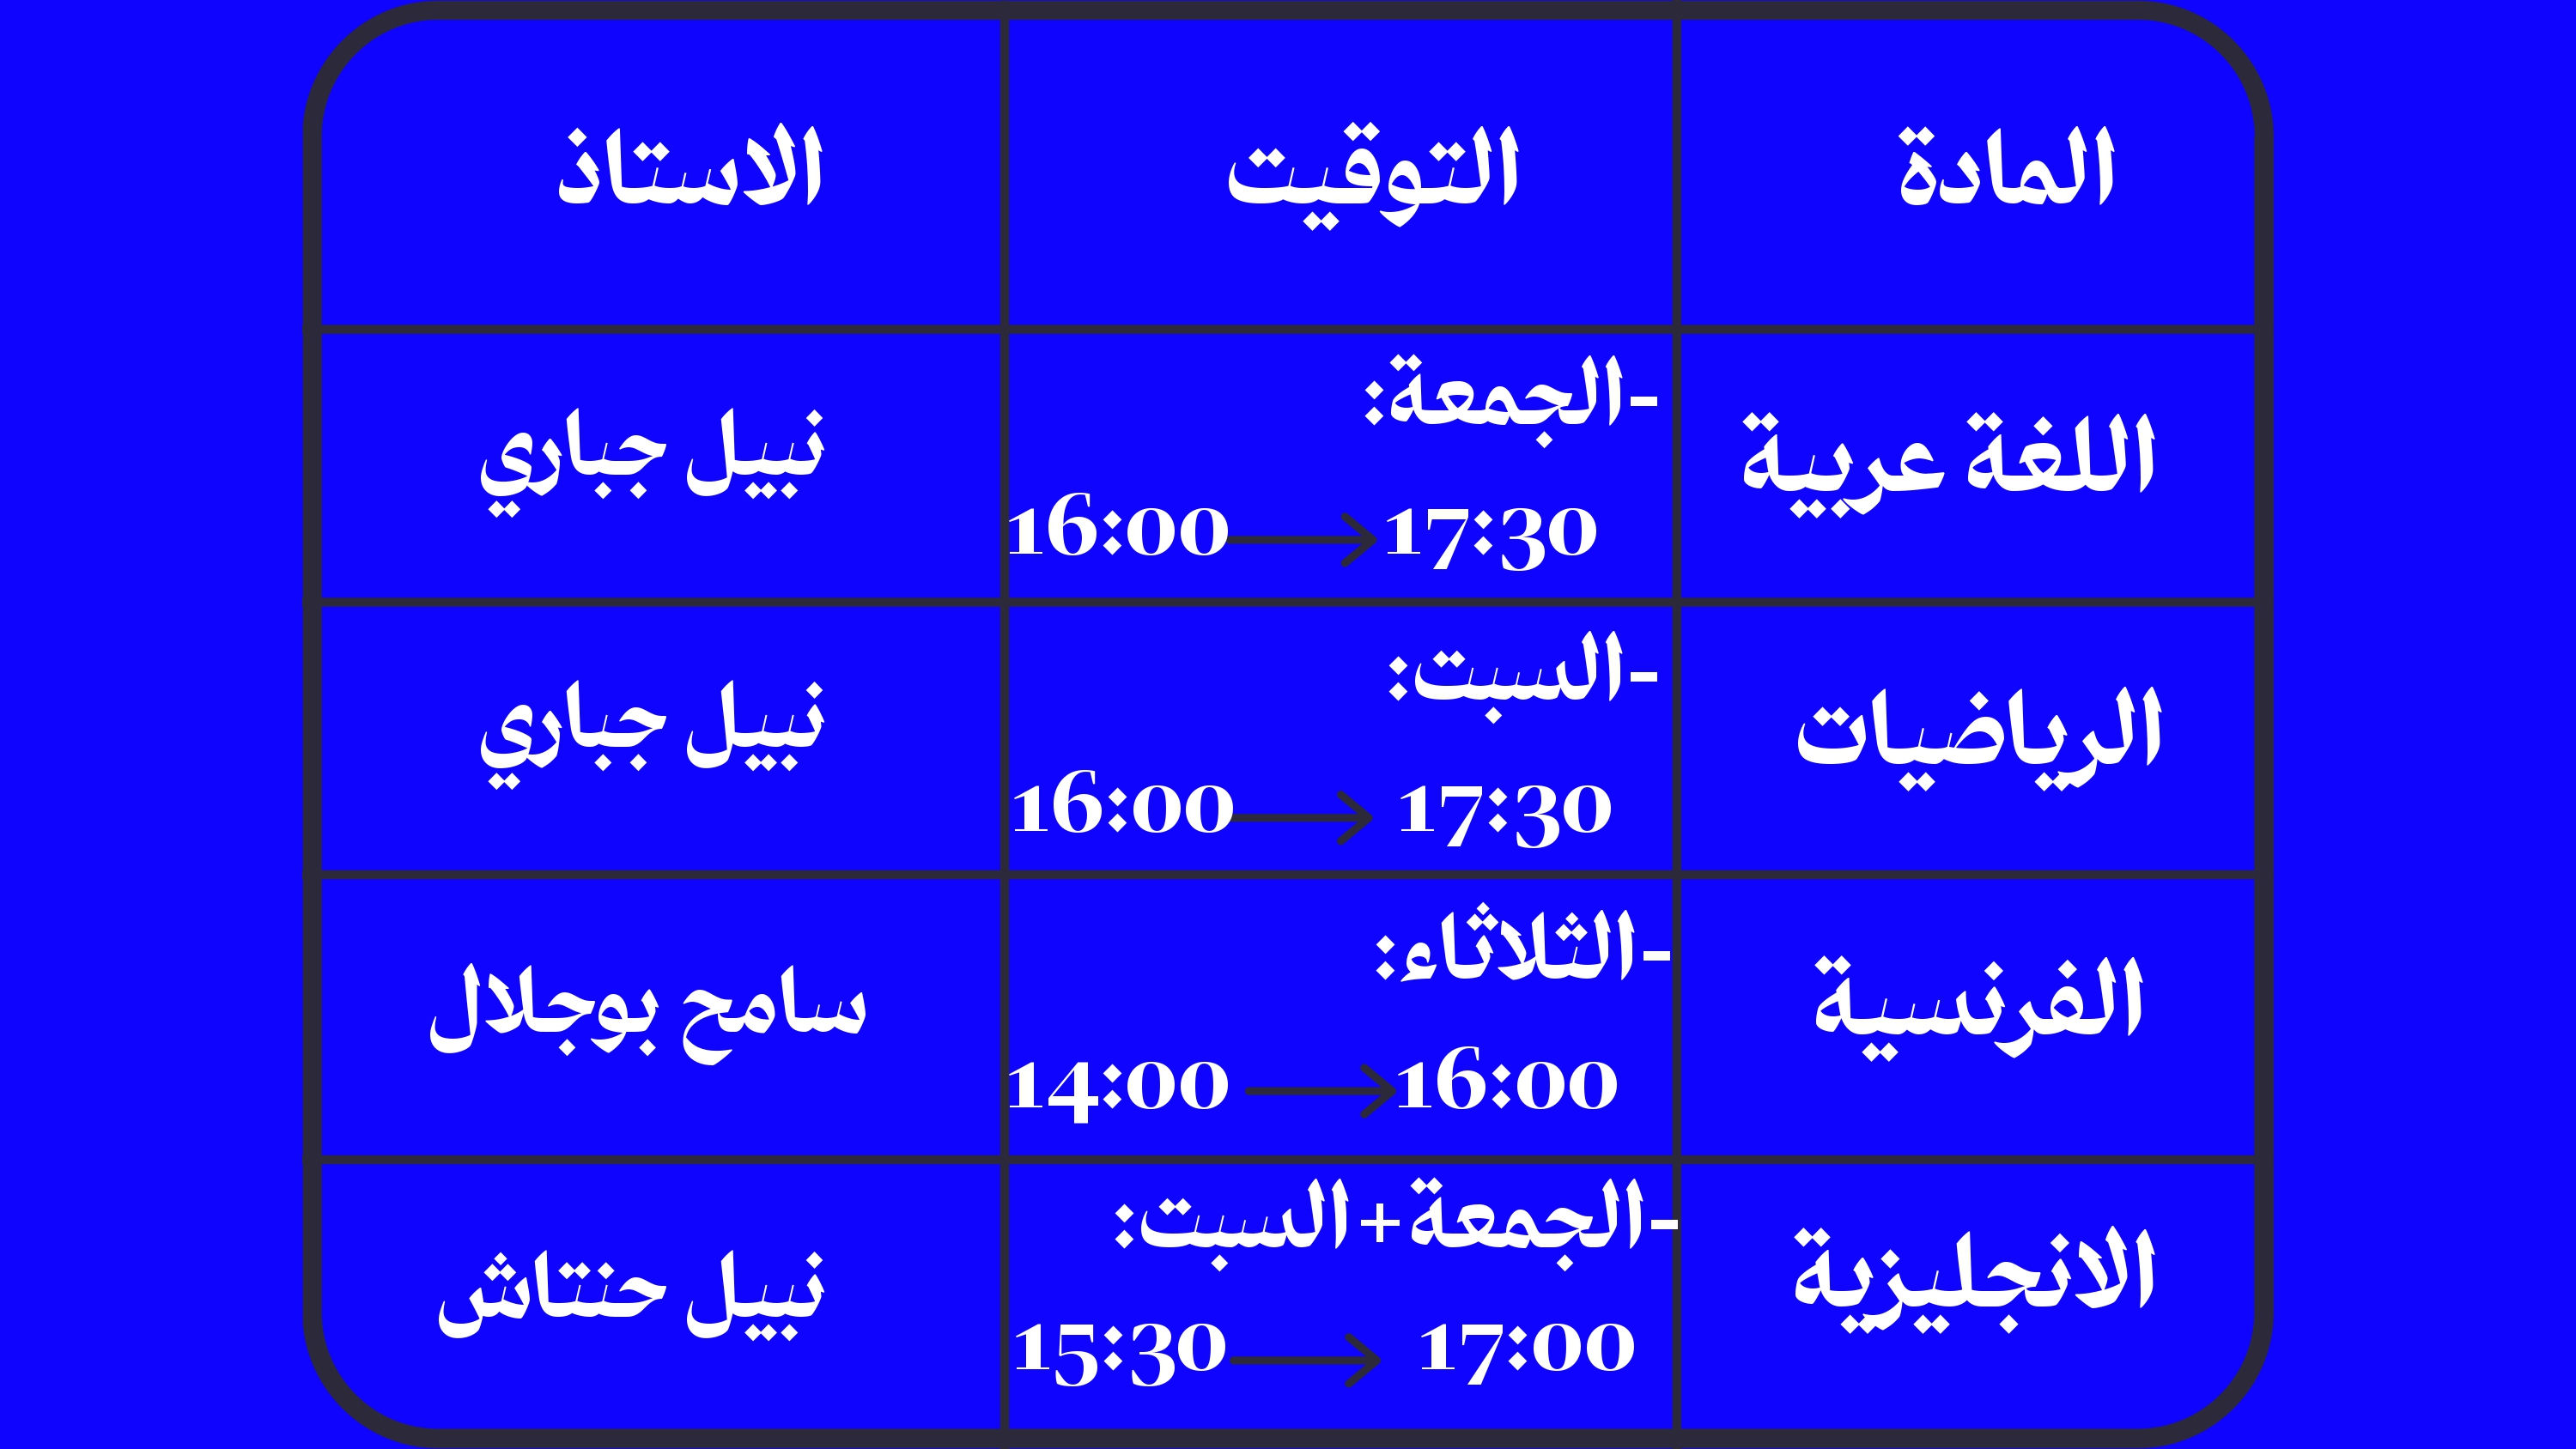 المادة
التوقيت
الاستاذ
اللغة عربية
-الجمعة:
16:00 → 17:30
نبيل جباري
الرياضيات
-السبت:
16:00 → 17:30
نبيل جباري
الفرنسية
-الثلاثاء:
14:00 → 16:00
سامح بوجلال
الانجليزية
-الجمعة+السبت:
15:30 → 17:00
نبيل حنتاش